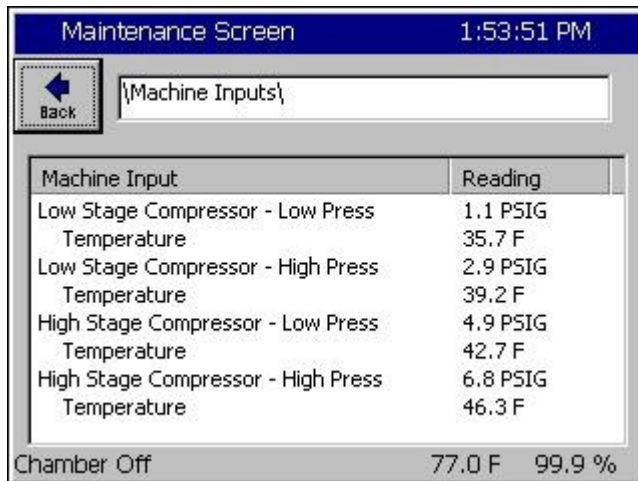 Maintenance Screen 1:53:51 PM
Back
\Machine Inputs\
Machine Input Reading
Low Stage Compressor - Low Press 1.1 PSIG
Temperature 35.7 F
Low Stage Compressor - High Press 2.9 PSIG
Temperature 39.2 F
High Stage Compressor - Low Press 4.9 PSIG
Temperature 42.7 F
High Stage Compressor - High Press 6.8 PSIG
Temperature 46.3 F
Chamber Off 77.0 F 99.9 %